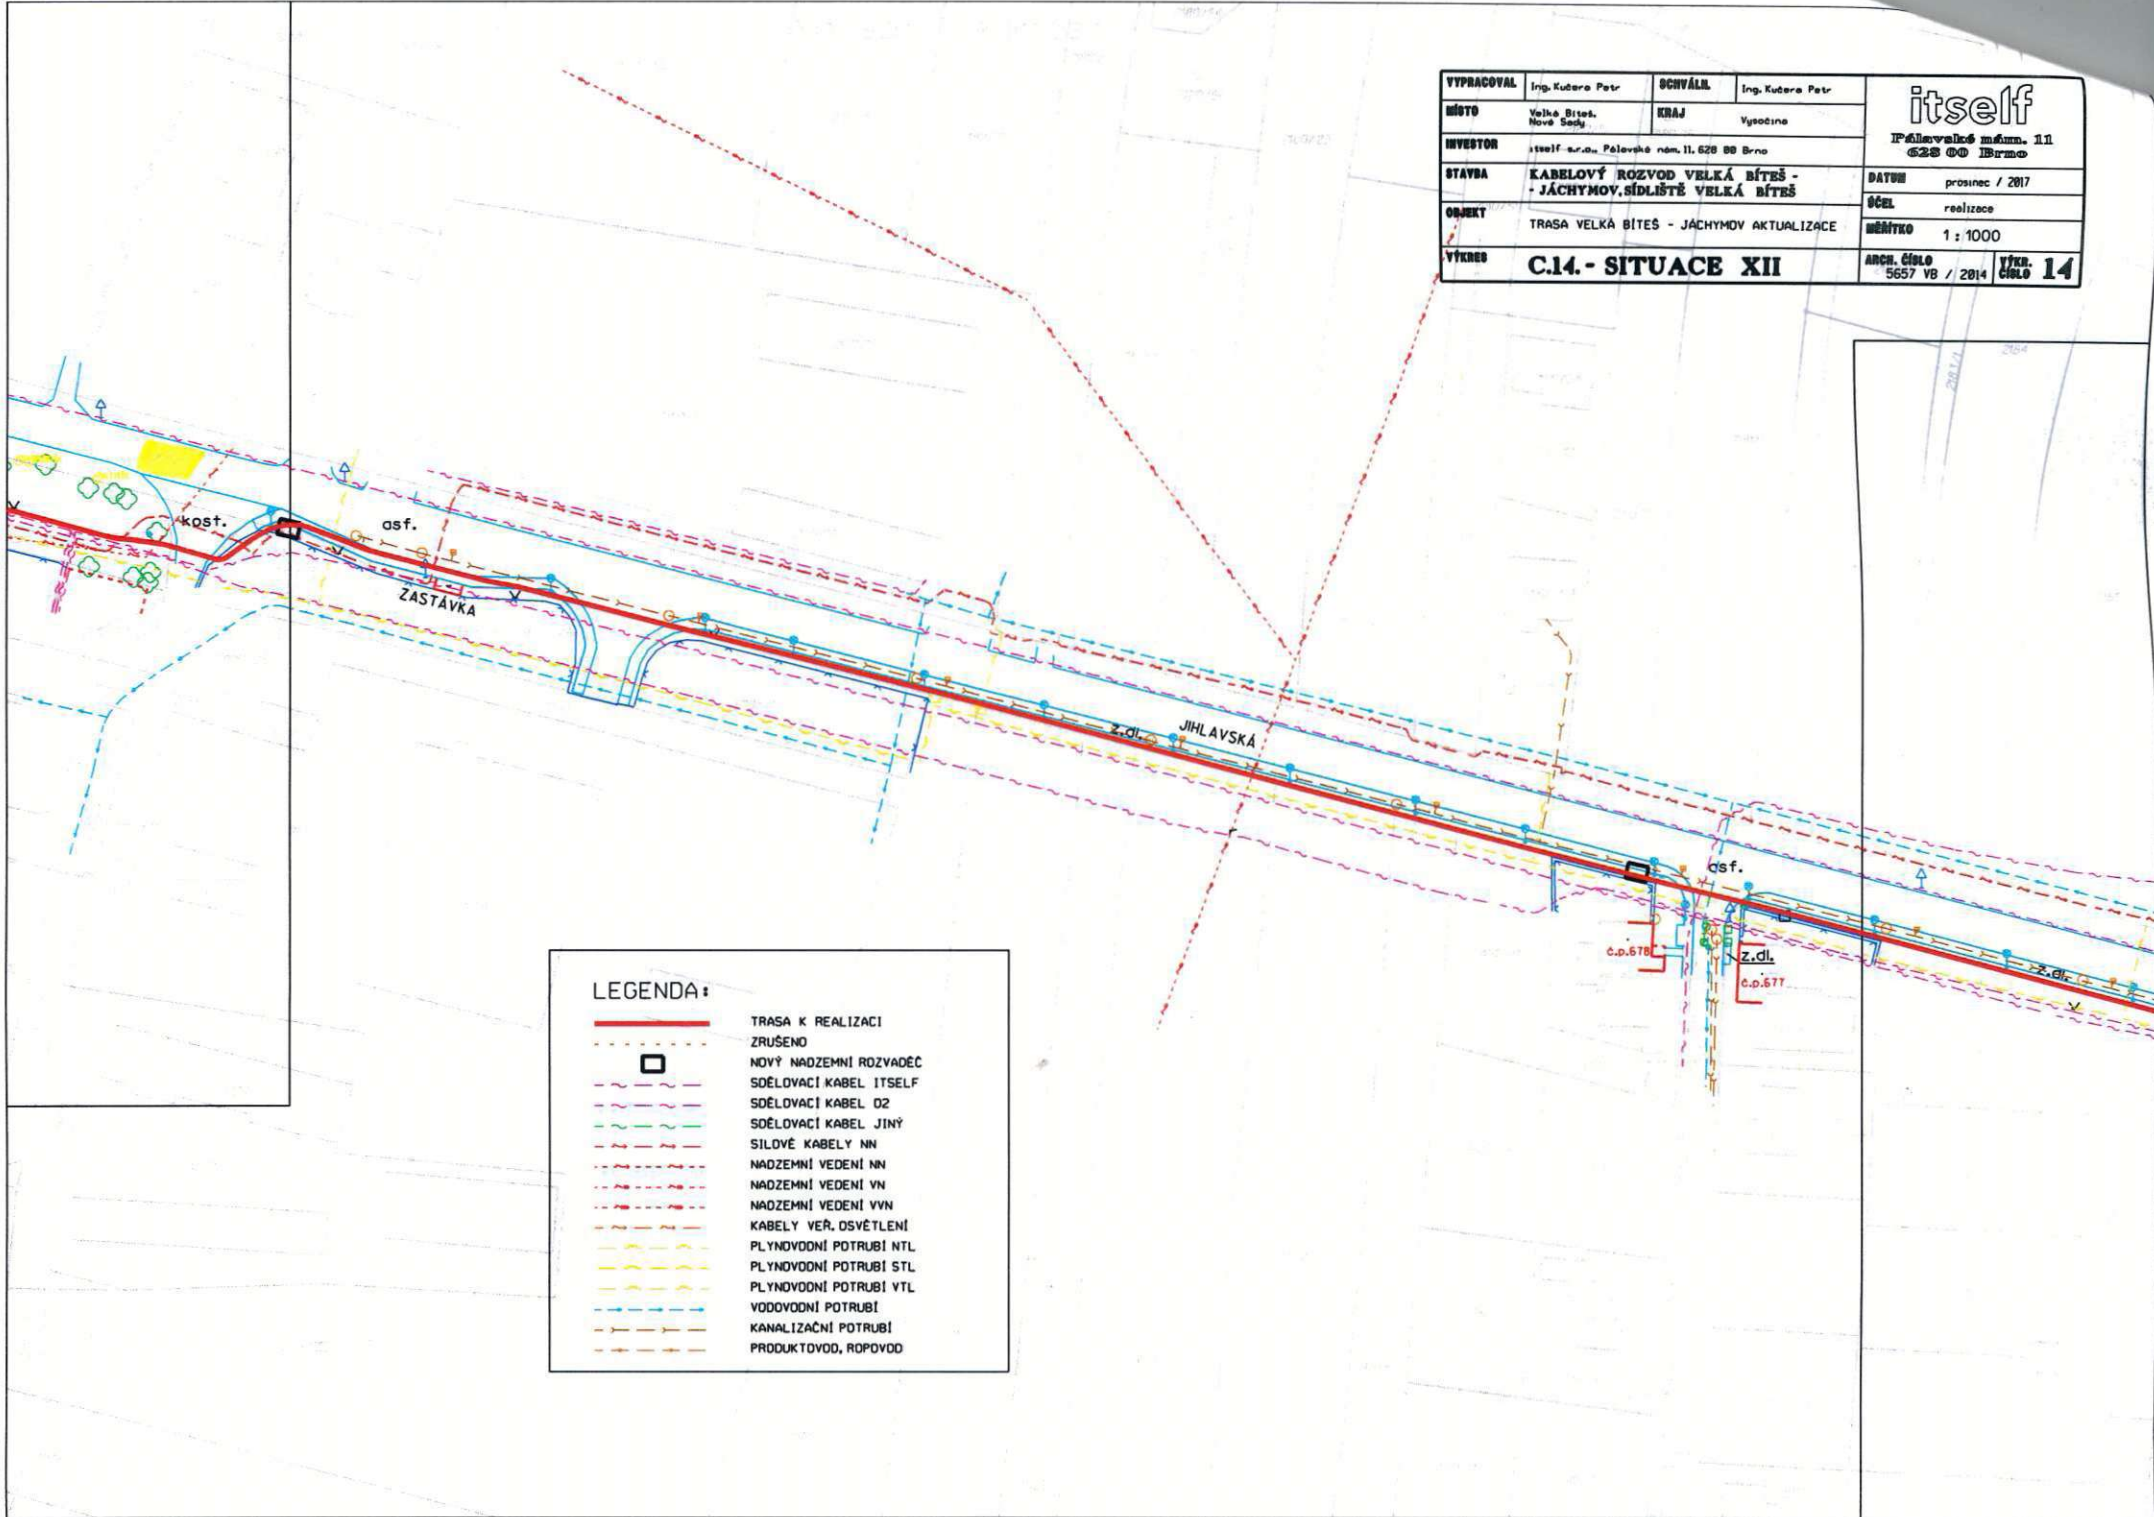 VYPRACOVAL Ing. Kučera Petr SCHVÁLIL Ing. Kučera Petr
MÍSTO Velká Bíteš, Nové Sady KRAJ Vysočina
INVESTOR itself s.r.o., Pálavské nám. 11, 628 00 Brno
STAVBA KABELOVÝ ROZVOD VELKÁ BÍTEŠ -
- JÁCHYMOV, SÍDLIŠTĚ VELKÁ BÍTEŠ
OBJEKT TRASA VELKÁ BÍTEŠ - JÁCHYMOV AKTUALIZACE
VÝKRES C.14. - SITUACE XII
itself
Pálavské nám. 11
628 00 Brno
DATUM prosinec / 2017
ÚČEL realizace
MĚŘÍTKO 1 : 1000
ARCH. ČÍSLO 5657 VB / 2014 VÝKR. ČÍSLO 14
2184
kost.
asf.
ZASTÁVKA
z.dl.
JIHLAVSKÁ
asf.
č.p.678
z.dl.
č.p.677
z.dl.
LEGENDA:
TRASA K REALIZACI
ZRUŠENO
NOVÝ NADZEMNÍ ROZVADĚČ
SDĚLOVACÍ KABEL ITSELF
SDĚLOVACÍ KABEL O2
SDĚLOVACÍ KABEL JINÝ
SILOVÉ KABELY NN
NADZEMNÍ VEDENÍ NN
NADZEMNÍ VEDENÍ VN
NADZEMNÍ VEDENÍ VVN
KABELY VEŘ. OSVĚTLENÍ
PLYNOVODNÍ POTRUBÍ NTL
PLYNOVODNÍ POTRUBÍ STL
PLYNOVODNÍ POTRUBÍ VTL
VODOVODNÍ POTRUBÍ
KANALIZAČNÍ POTRUBÍ
PRODUKTOVOD, ROPOVOD